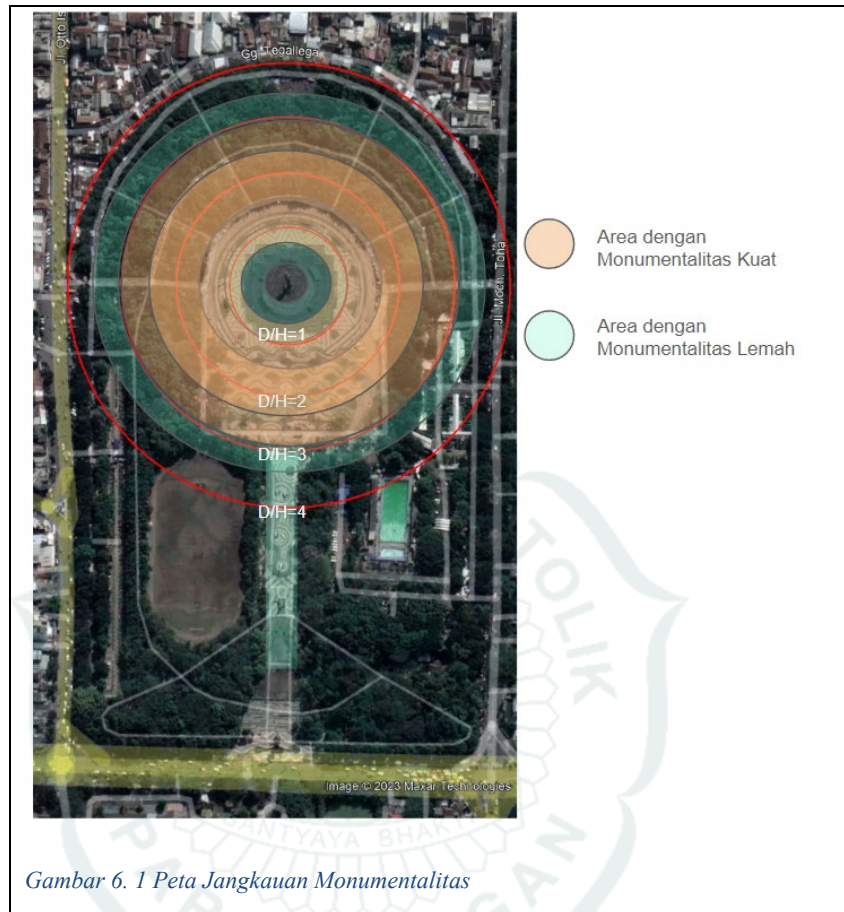 Jl. Otto Is
Gg Tegallega
Jl. Moch. Toha
D/H=1
D/H=2
D/H=3
D/H=4
Area dengan
Monumentalitas Kuat
Area dengan
Monumentalitas Lemah
Image © 2023 Maxar Technologies
Gambar 6. 1 Peta Jangkauan Monumentalitas